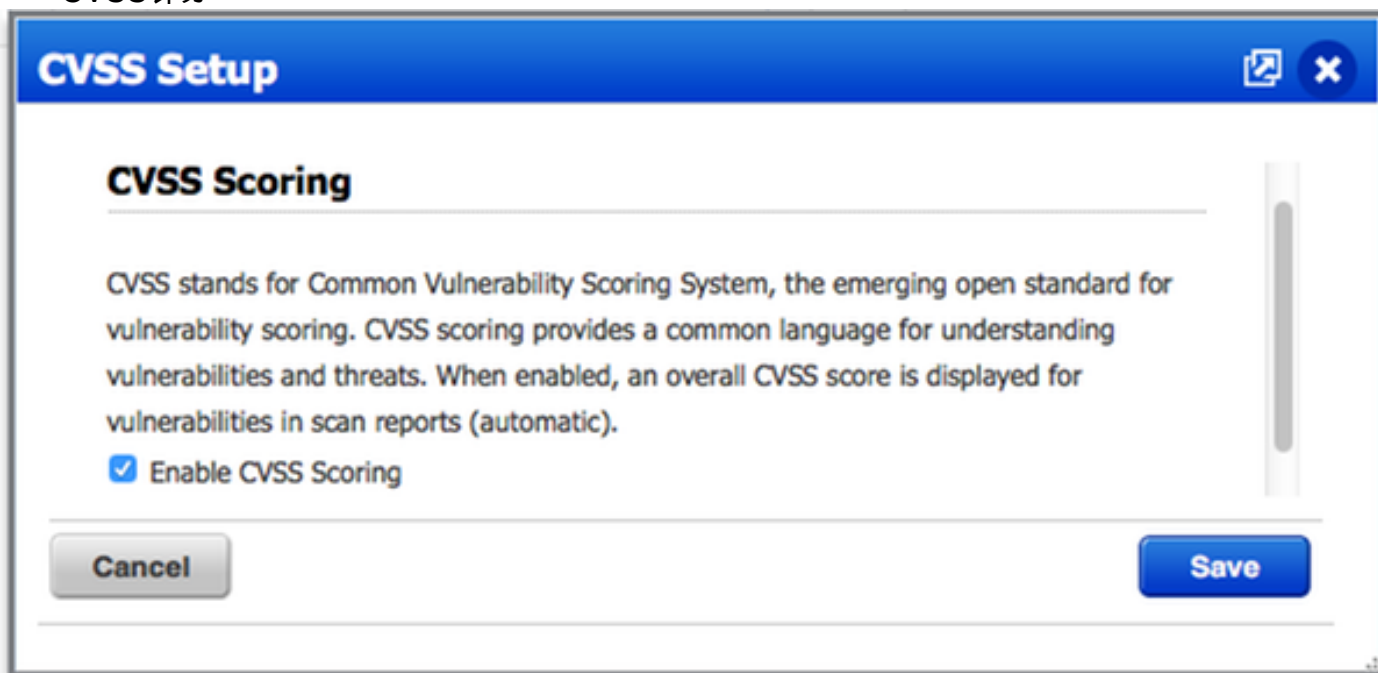 CVSS Setup
CVSS Scoring
CVSS stands for Common Vulnerability Scoring System, the emerging open standard for
vulnerability scoring. CVSS scoring provides a common language for understanding
vulnerabilities and threats. When enabled, an overall CVSS score is displayed for
vulnerabilities in scan reports (automatic).
Enable CVSS Scoring
Cancel
Save